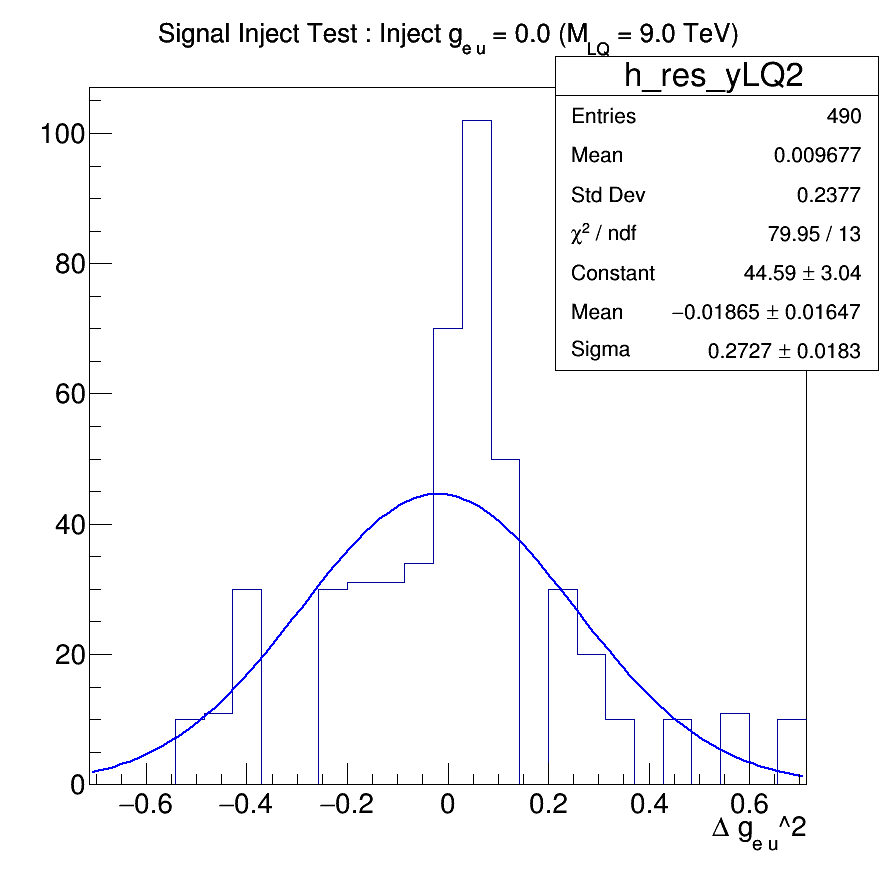 Signal Inject Test : Inject g_e u = 0.0 (M_LQ = 9.0 TeV)
h_res_yLQ2
Entries 490
Mean 0.009677
Std Dev 0.2377
χ² / ndf 79.95 / 13
Constant 44.59 ± 3.04
Mean −0.01865 ± 0.01647
Sigma 0.2727 ± 0.0183
100
80
60
40
20
0
−0.6 −0.4 −0.2 0 0.2 0.4 0.6
Δ g_e u^2